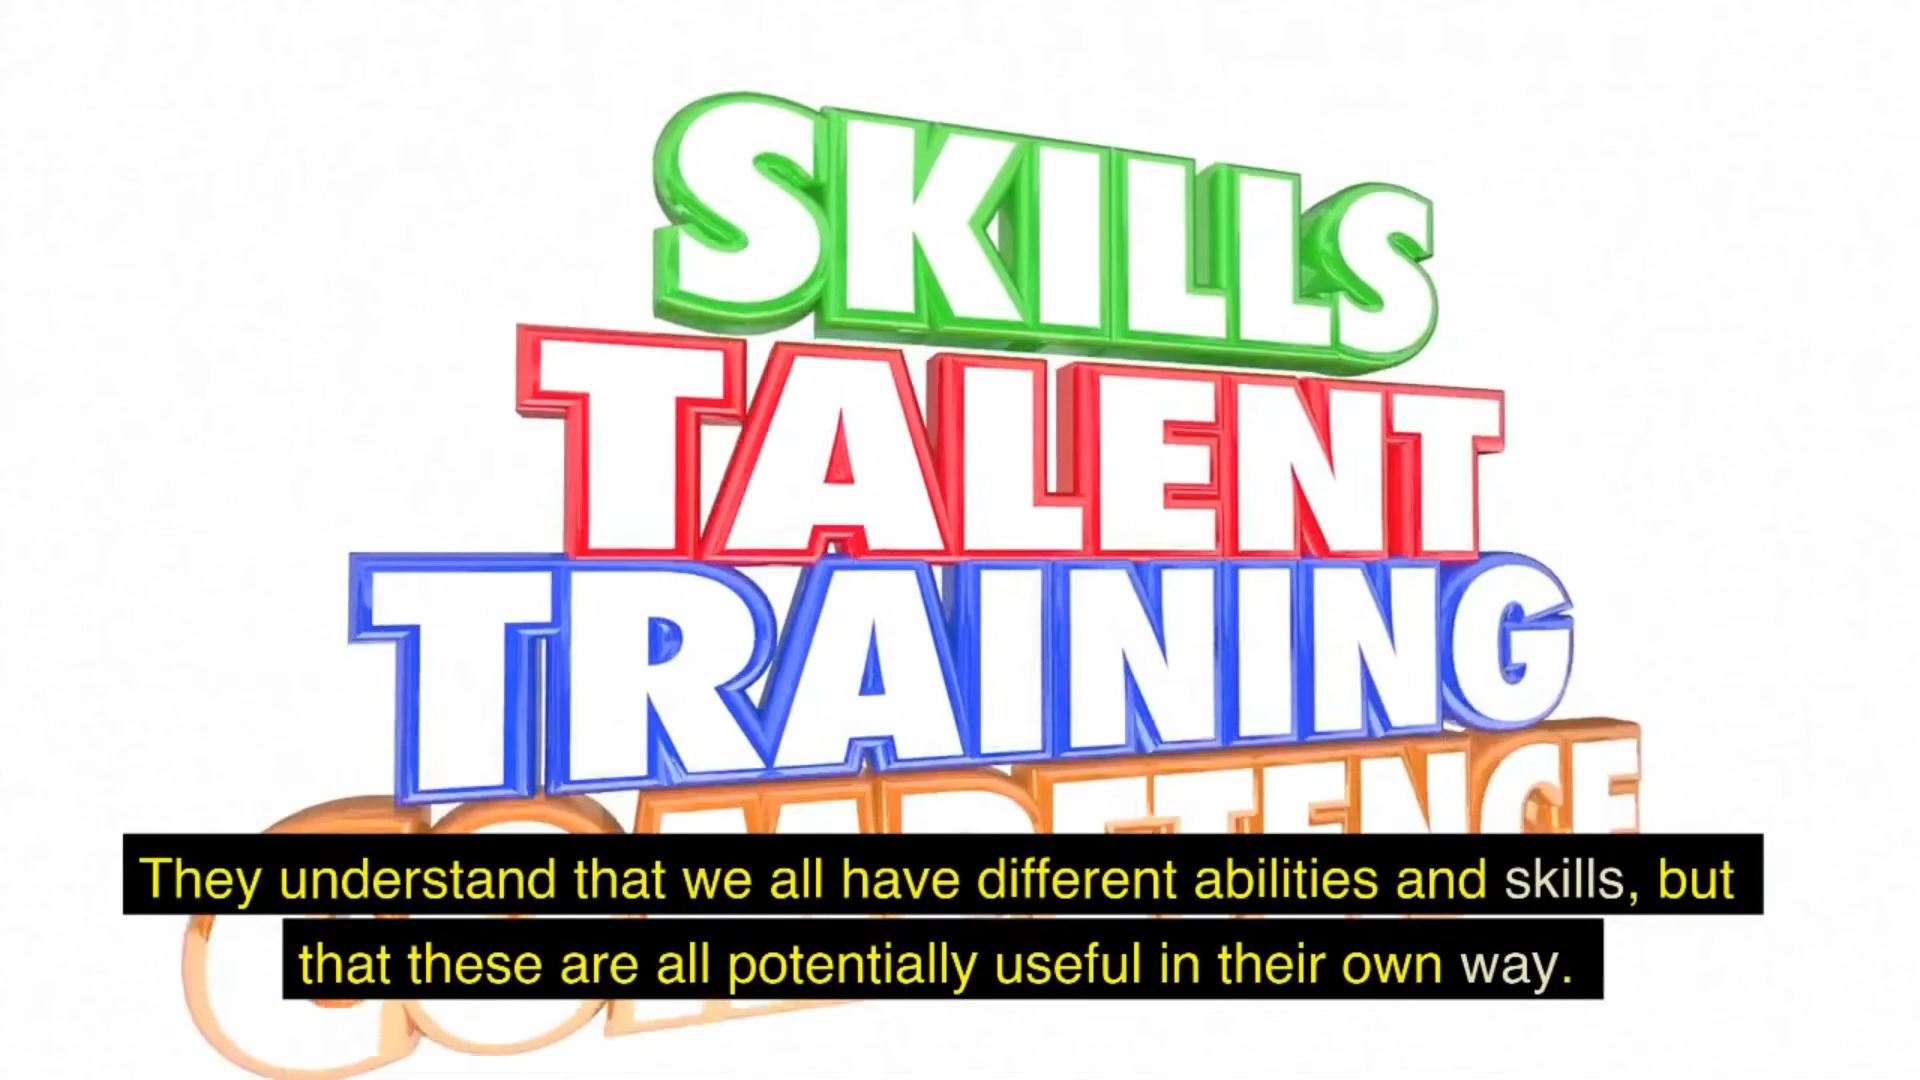 SKILLS
TALENT
TRAINING
COMPETENCE
They understand that we all have different abilities and skills, but
that these are all potentially useful in their own way.